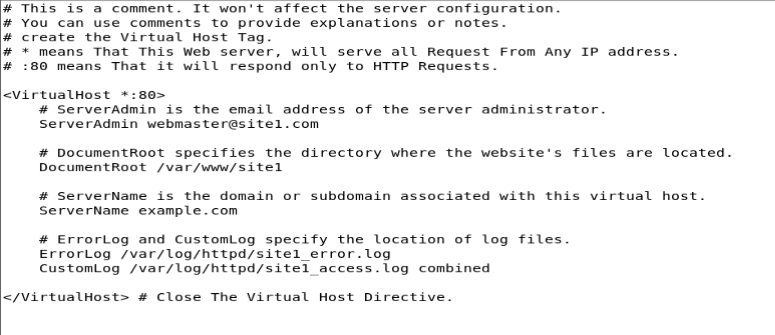 # This is a comment. It won't affect the server configuration.
# You can use comments to provide explanations or notes.
# create the Virtual Host Tag.
# * means That This Web server, will serve all Request From Any IP address.
# :80 means That it will respond only to HTTP Requests.
<VirtualHost *:80>
# ServerAdmin is the email address of the server administrator.
ServerAdmin webmaster@site1.com
# DocumentRoot specifies the directory where the website's files are located.
DocumentRoot /var/www/site1
# ServerName is the domain or subdomain associated with this virtual host.
ServerName example.com
# ErrorLog and CustomLog specify the location of log files.
ErrorLog /var/log/httpd/site1_error.log
CustomLog /var/log/httpd/site1_access.log combined
</VirtualHost> # Close The Virtual Host Directive.